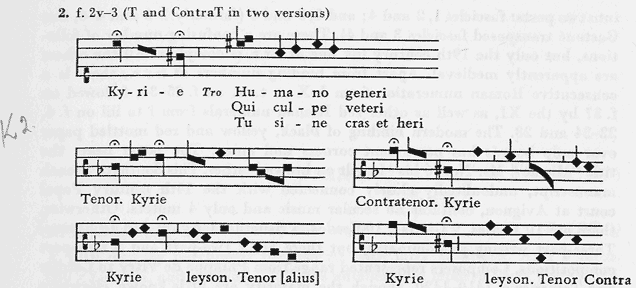 2. f. 2v-3 (T and ContraT in two versions)
Ky - ri - - Tro Hu - ma - no generi
Qui cul - pe veteri
Tu ma - ne cras et heri
K2
Tenor. Kyrie
Contratenor. Kyrie
Kyrie leyson. Tenor [alius]
Kyrie leyson. Tenor Contra